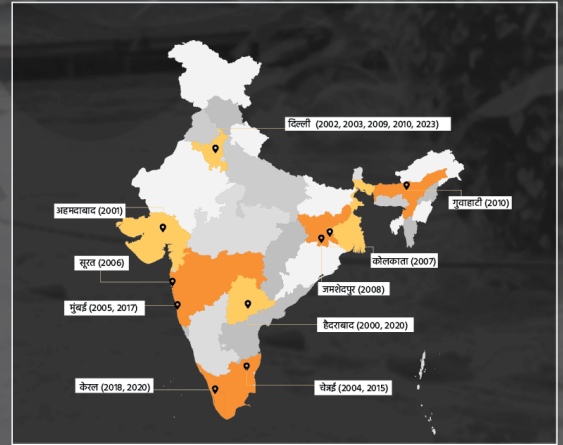 दिल्ली (2002, 2003, 2009, 2010, 2023)
गुवाहाटी (2010)
अहमदाबाद (2001)
कोलकाता (2007)
सूरत (2006)
जमशेदपुर (2008)
मुंबई (2005, 2017)
हैदराबाद (2000, 2020)
केरल (2018, 2020)
चेन्नई (2004, 2015)